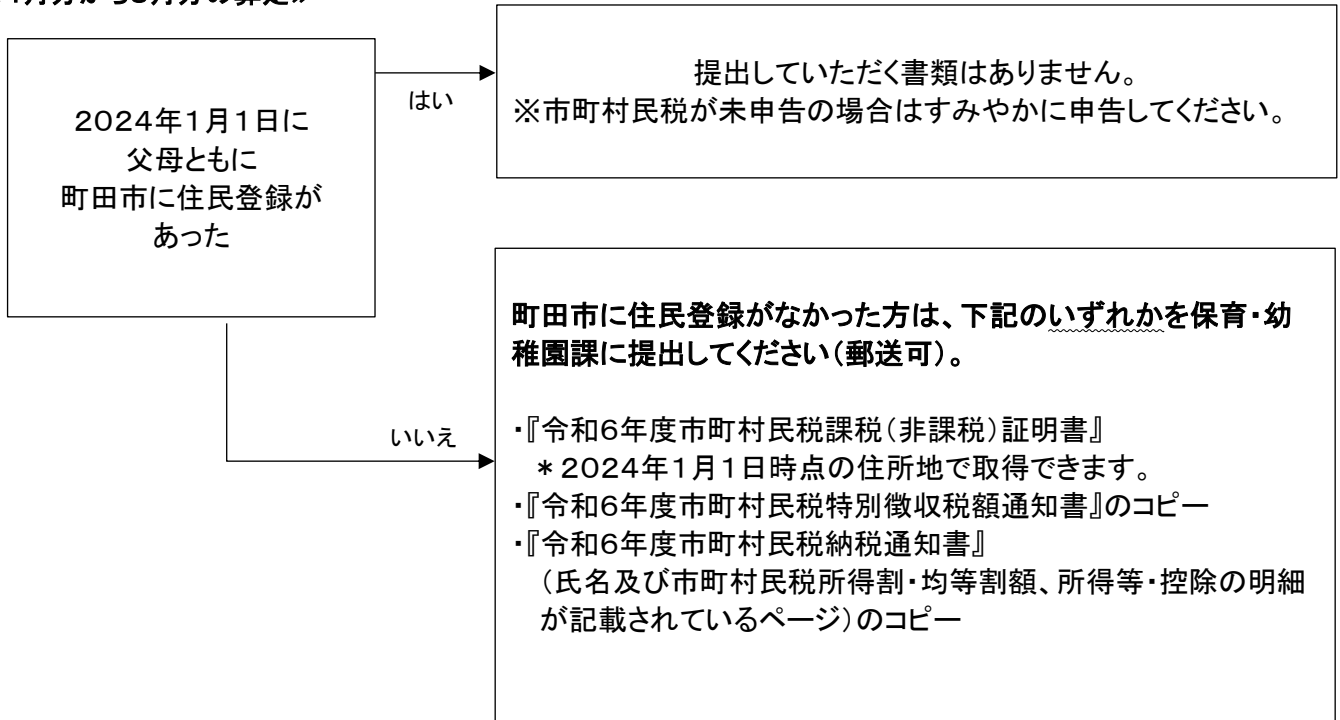 月分から 月分の算定≫
2024年1月1日に
父母ともに
町田市に住民登録が
あった
はい
提出していただく書類はありません。
※市町村民税が未申告の場合はすみやかに申告してください。
いいえ
町田市に住民登録がなかった方は、下記のいずれかを保育・幼
稚園課に提出してください(郵送可)。
・『令和6年度市町村民税課税(非課税)証明書』
＊2024年1月1日時点の住所地で取得できます。
・『令和6年度市町村民税特別徴収税額通知書』のコピー
・『令和6年度市町村民税納税通知書』
(氏名及び市町村民税所得割・均等割額、所得等・控除の明細
が記載されているページ)のコピー